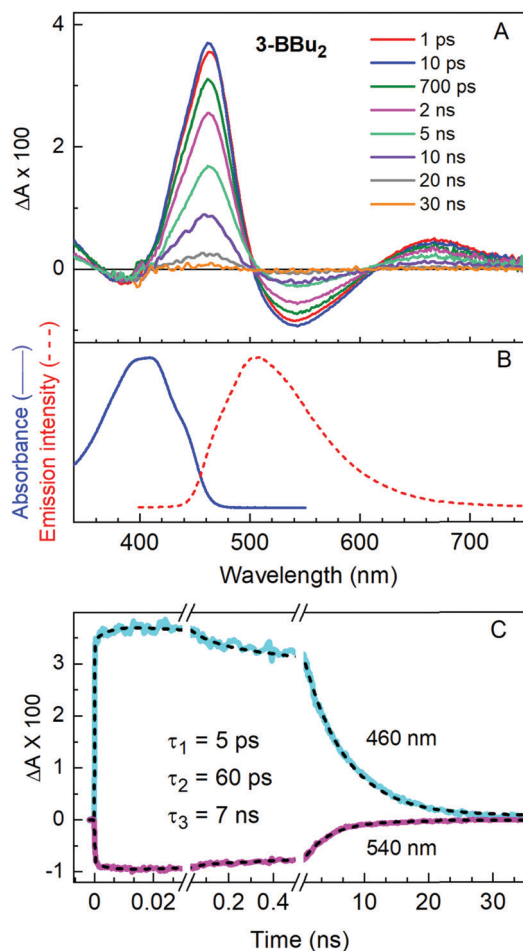 A
3-BBu₂
1 ps
10 ps
700 ps
2 ns
5 ns
10 ns
20 ns
30 ns
ΔA x 100
4
2
0
B
Absorbance (——)
Emission intensity (- - -)
400 500 600 700
Wavelength (nm)
C
ΔA X 100
3
2
1
0
-1
τ₁ = 5 ps
τ₂ = 60 ps
τ₃ = 7 ns
460 nm
540 nm
0 0.02 0.2 0.4 10 20 30
Time (ns)